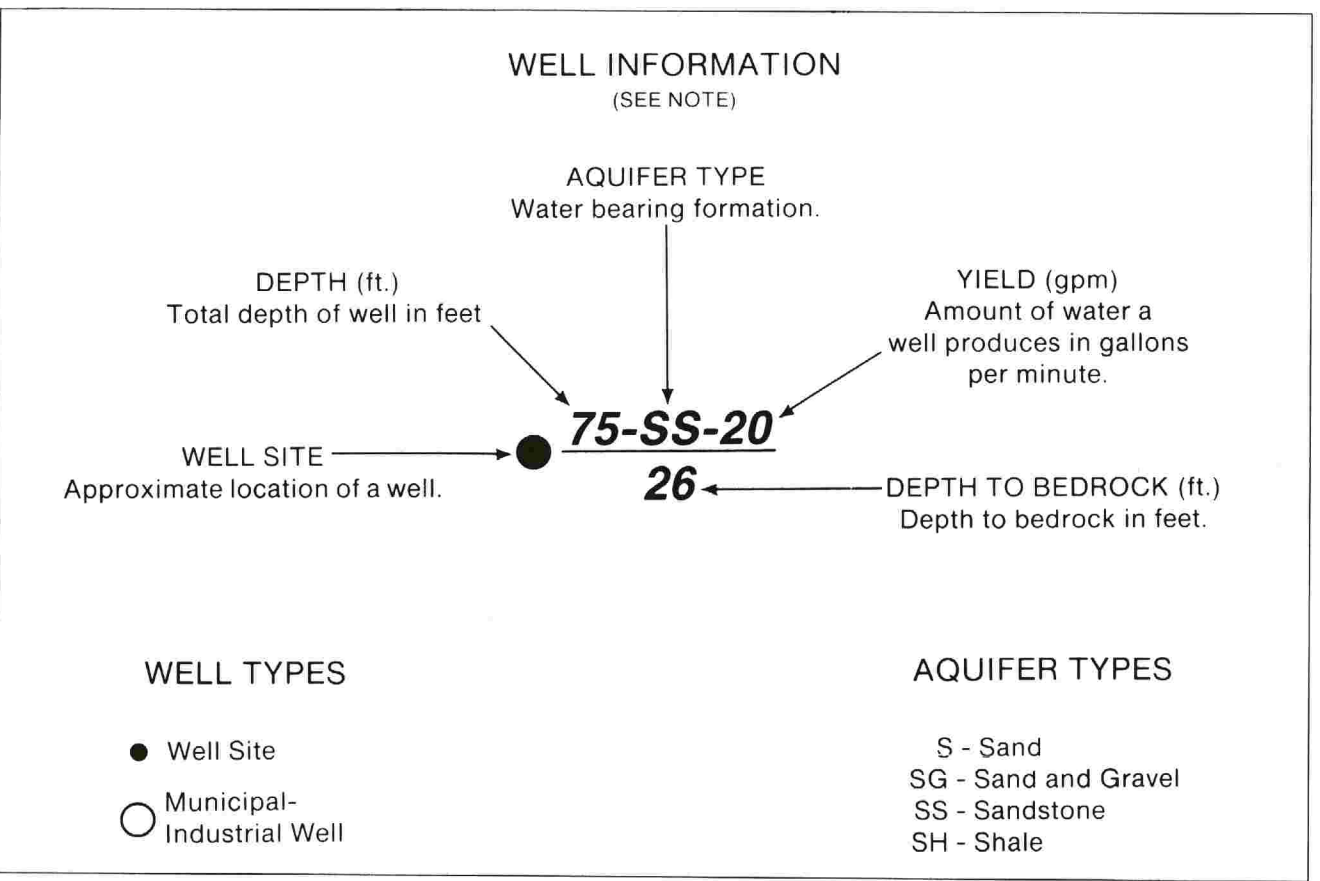 WELL INFORMATION
(SEE NOTE)
AQUIFER TYPE
Water bearing formation.
DEPTH (ft.)
Total depth of well in feet
YIELD (gpm)
Amount of water a
well produces in gallons
per minute.
75-SS-20
26
WELL SITE
Approximate location of a well.
DEPTH TO BEDROCK (ft.)
Depth to bedrock in feet.
WELL TYPES
Well Site
Municipal-
Industrial Well
AQUIFER TYPES
S - Sand
SG - Sand and Gravel
SS - Sandstone
SH - Shale